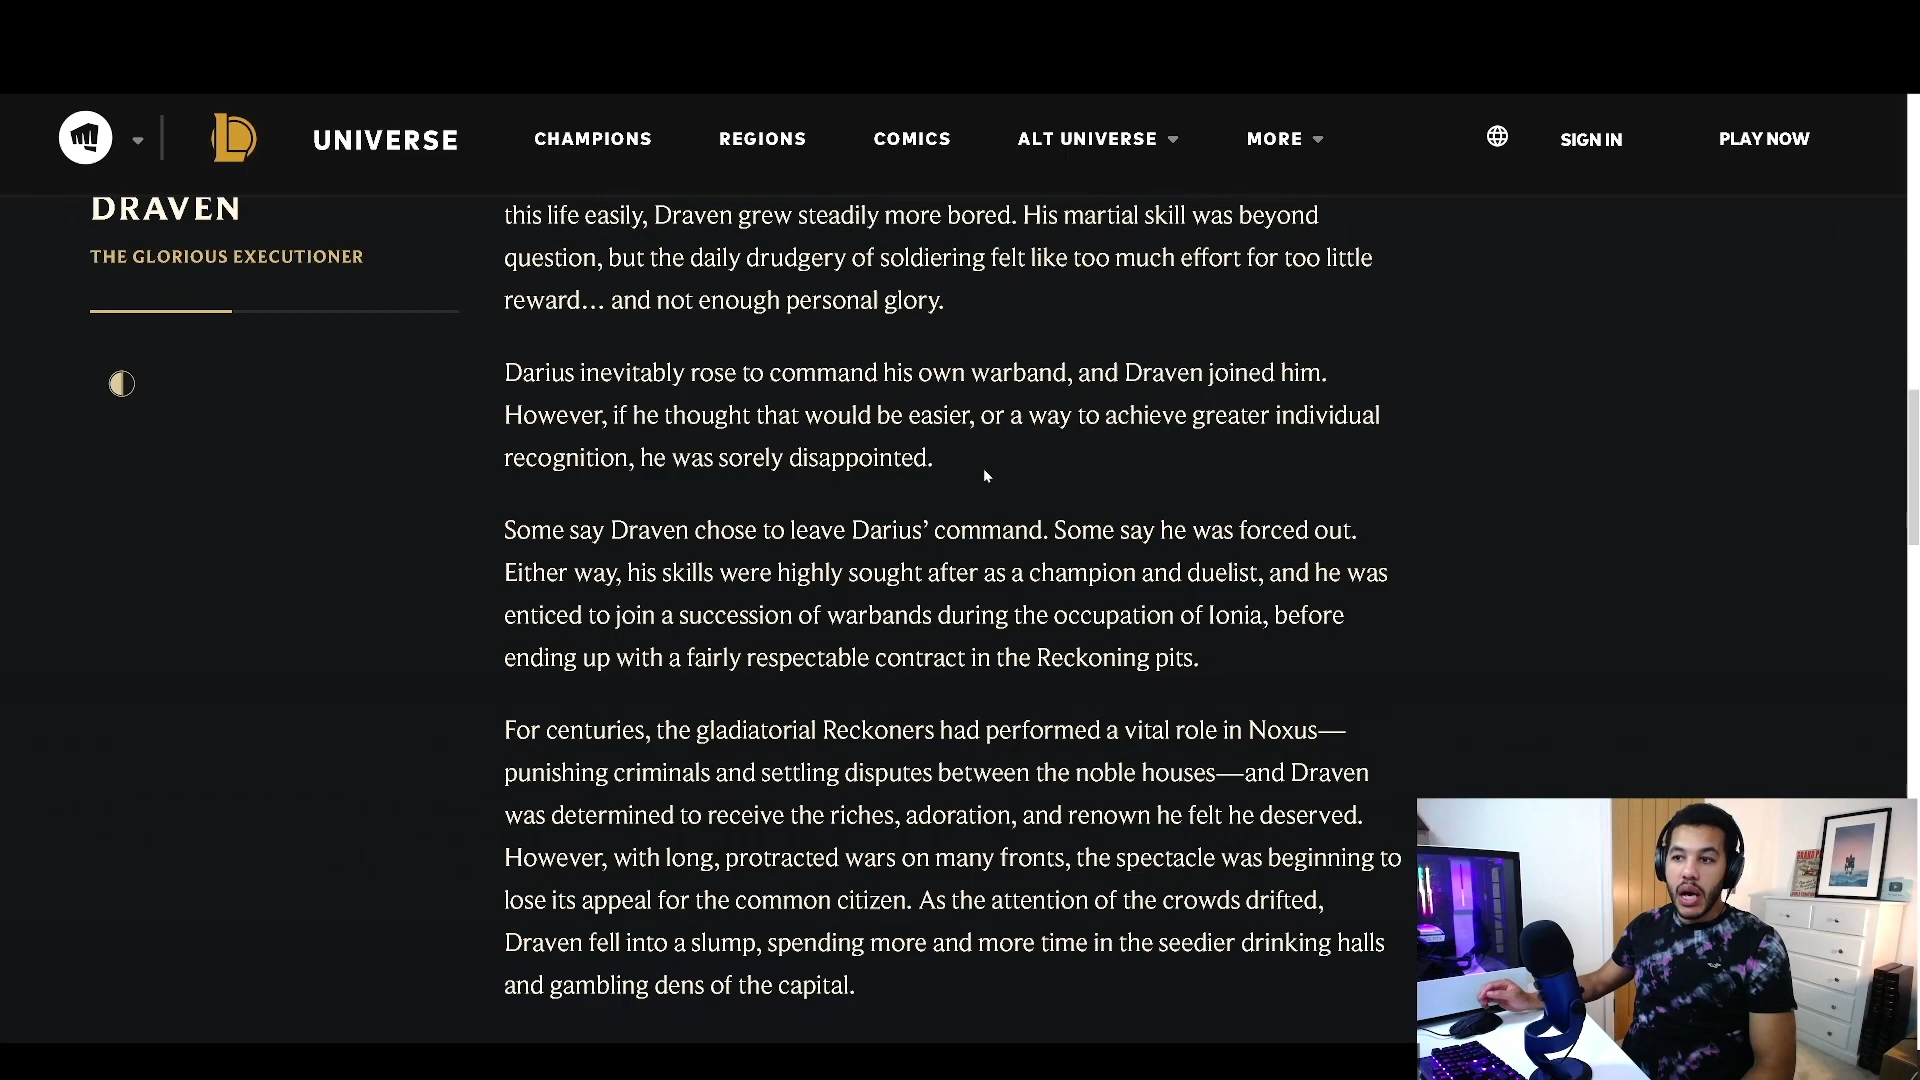 UNIVERSE
CHAMPIONS
REGIONS
COMICS
ALT UNIVERSE
MORE
SIGN IN
PLAY NOW
DRAVEN
THE GLORIOUS EXECUTIONER
this life easily, Draven grew steadily more bored. His martial skill was beyond
question, but the daily drudgery of soldiering felt like too much effort for too little
reward… and not enough personal glory.
Darius inevitably rose to command his own warband, and Draven joined him.
However, if he thought that would be easier, or a way to achieve greater individual
recognition, he was sorely disappointed.
Some say Draven chose to leave Darius’ command. Some say he was forced out.
Either way, his skills were highly sought after as a champion and duelist, and he was
enticed to join a succession of warbands during the occupation of Ionia, before
ending up with a fairly respectable contract in the Reckoning pits.
For centuries, the gladiatorial Reckoners had performed a vital role in Noxus—
punishing criminals and settling disputes between the noble houses—and Draven
was determined to receive the riches, adoration, and renown he felt he deserved.
However, with long, protracted wars on many fronts, the spectacle was beginning to
lose its appeal for the common citizen. As the attention of the crowds drifted,
Draven fell into a slump, spending more and more time in the seedier drinking halls
and gambling dens of the capital.